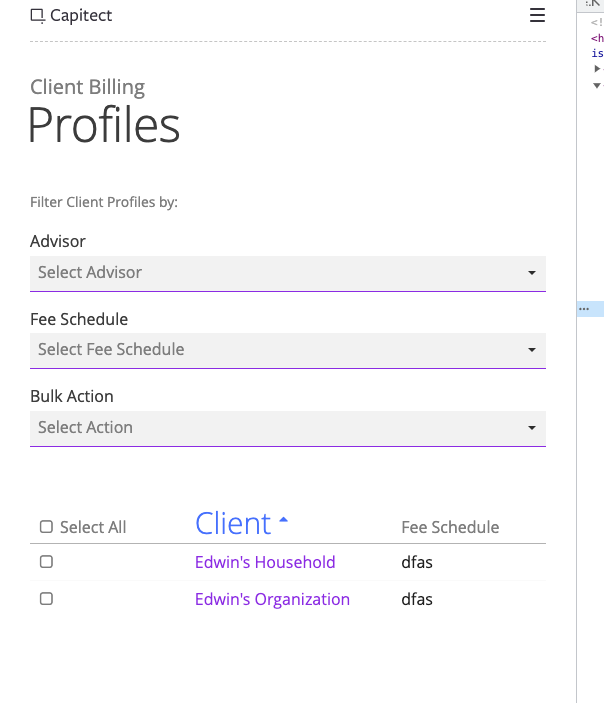 Capitect
Client Billing
Profiles
Filter Client Profiles by:
Advisor
Select Advisor
Fee Schedule
Select Fee Schedule
Bulk Action
Select Action
Select All Client Fee Schedule
Edwin's Household dfas
Edwin's Organization dfas
<!
<h
is
...